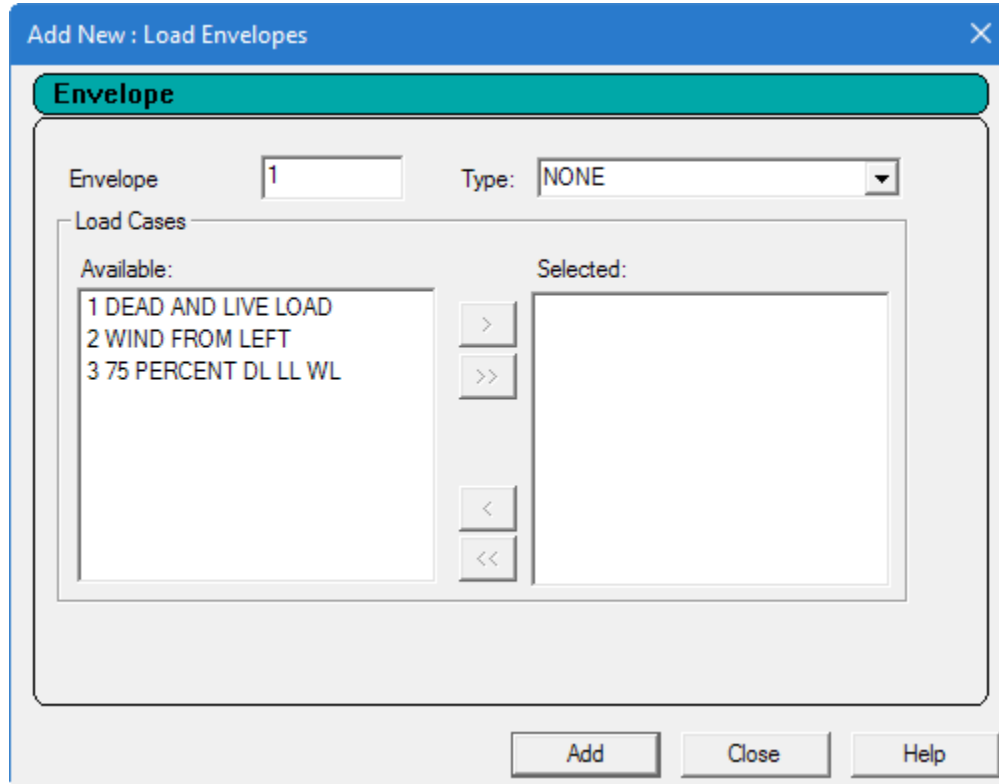 Add New : Load Envelopes
Envelope
Envelope 1 Type: NONE
Load Cases
Available: Selected:
1 DEAD AND LIVE LOAD
2 WIND FROM LEFT
3 75 PERCENT DL LL WL
>
>>
<
<<
Add Close Help